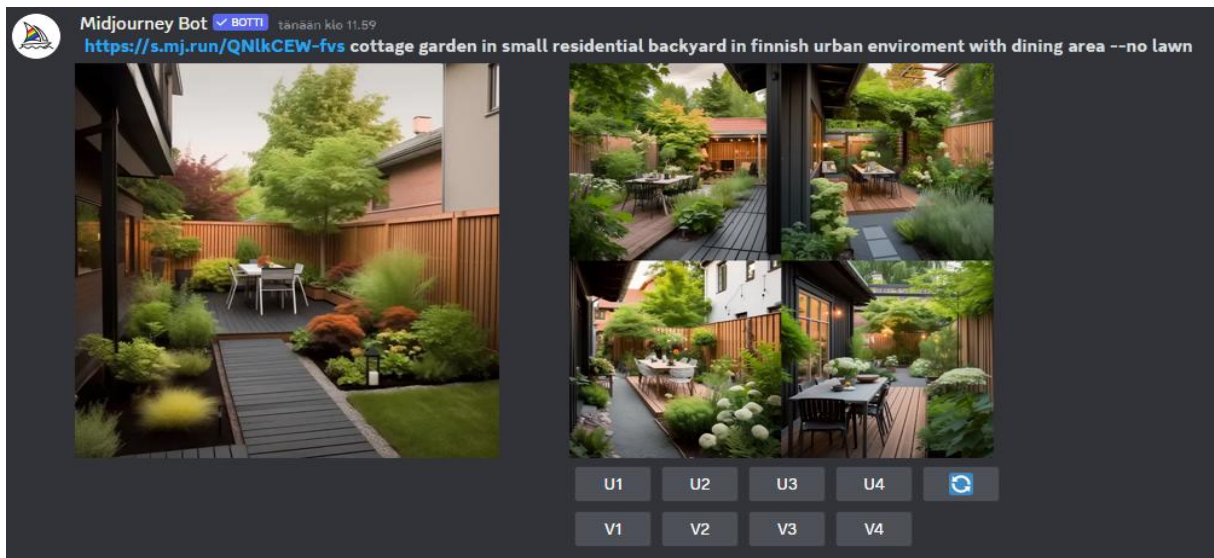 Midjourney Bot ✓ BOTTI tänään klo 11.59
https://s.mj.run/QNlkCEW-fvs cottage garden in small residential backyard in finnish urban enviroment with dining area --no lawn
U1 U2 U3 U4
V1 V2 V3 V4